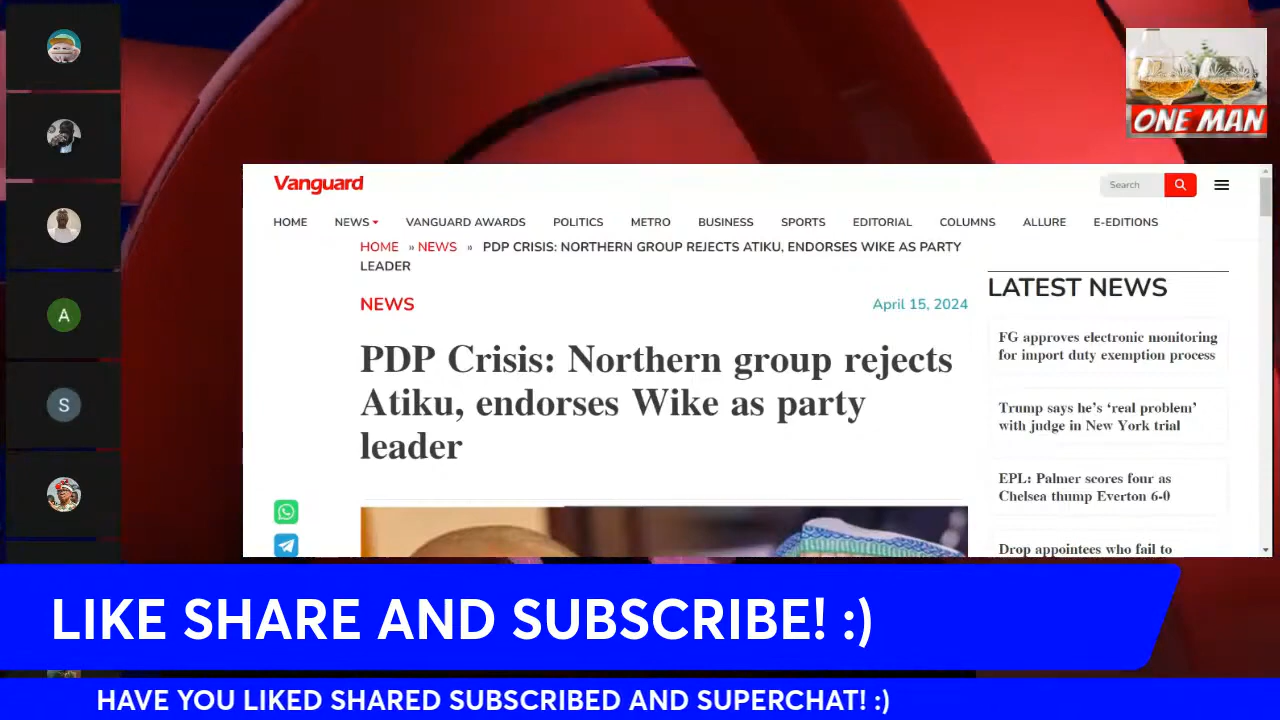 ONE MAN
Vanguard
Search
HOME NEWS VANGUARD AWARDS POLITICS METRO BUSINESS SPORTS EDITORIAL COLUMNS ALLURE E-EDITIONS
HOME » NEWS » PDP CRISIS: NORTHERN GROUP REJECTS ATIKU, ENDORSES WIKE AS PARTY
LEADER
NEWS
April 15, 2024
PDP Crisis: Northern group rejects
Atiku, endorses Wike as party
leader
LATEST NEWS
FG approves electronic monitoring
for import duty exemption process
Trump says he's ‘real problem’
with judge in New York trial
EPL: Palmer scores four as
Chelsea thump Everton 6-0
Drop appointees who fail to
A
S
LIKE SHARE AND SUBSCRIBE! :)
HAVE YOU LIKED SHARED SUBSCRIBED AND SUPERCHAT! :)